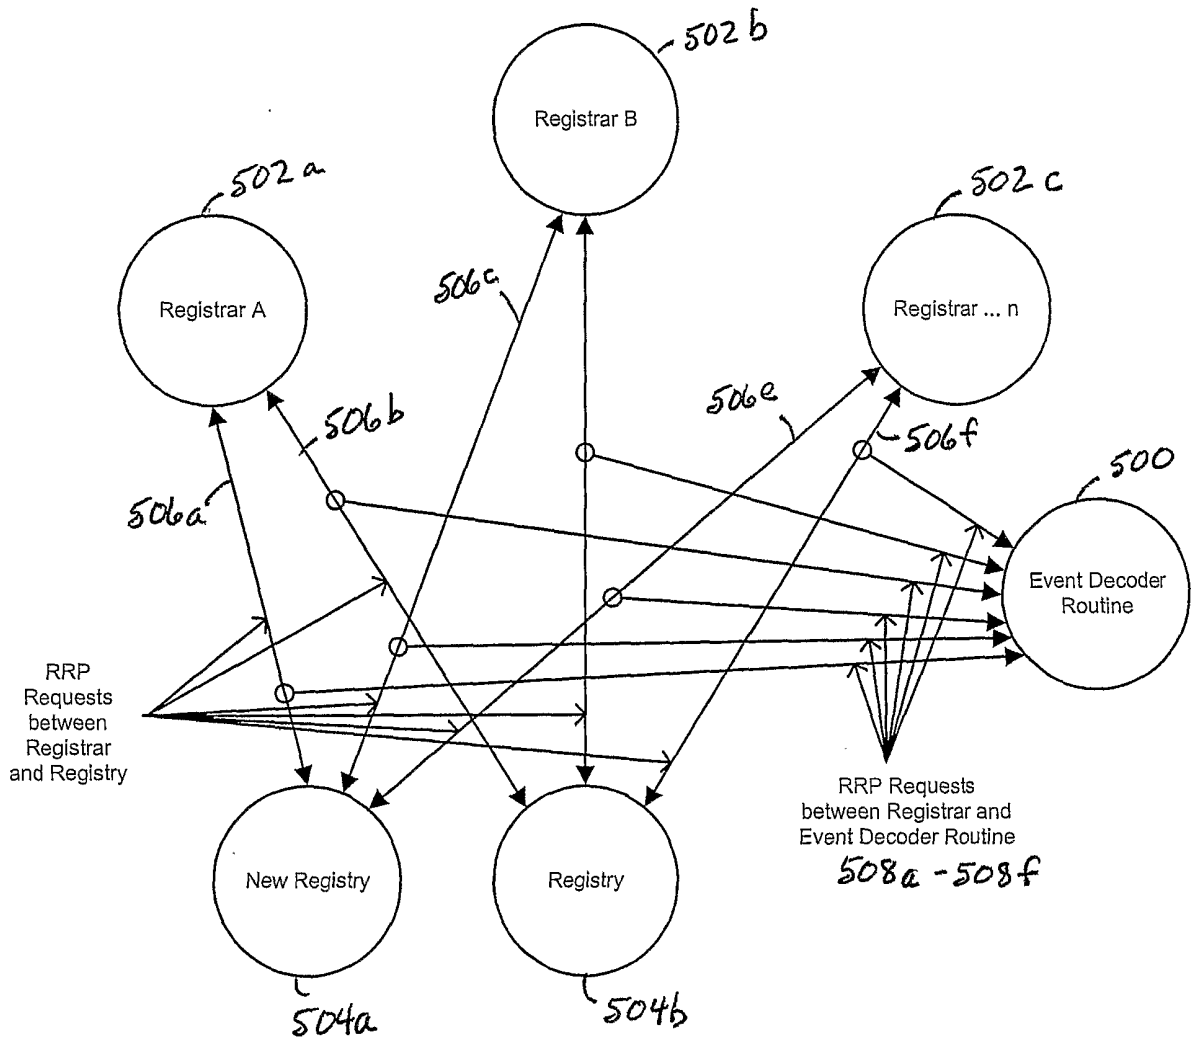 502b
Registrar B
502a
502c
Registrar A
506c
Registrar ... n
506b
506e
506f
500
506a
Event Decoder
Routine
RRP
Requests
between
Registrar
and Registry
RRP Requests
between Registrar and
Event Decoder Routine
508a - 508f
New Registry
Registry
504a
504b